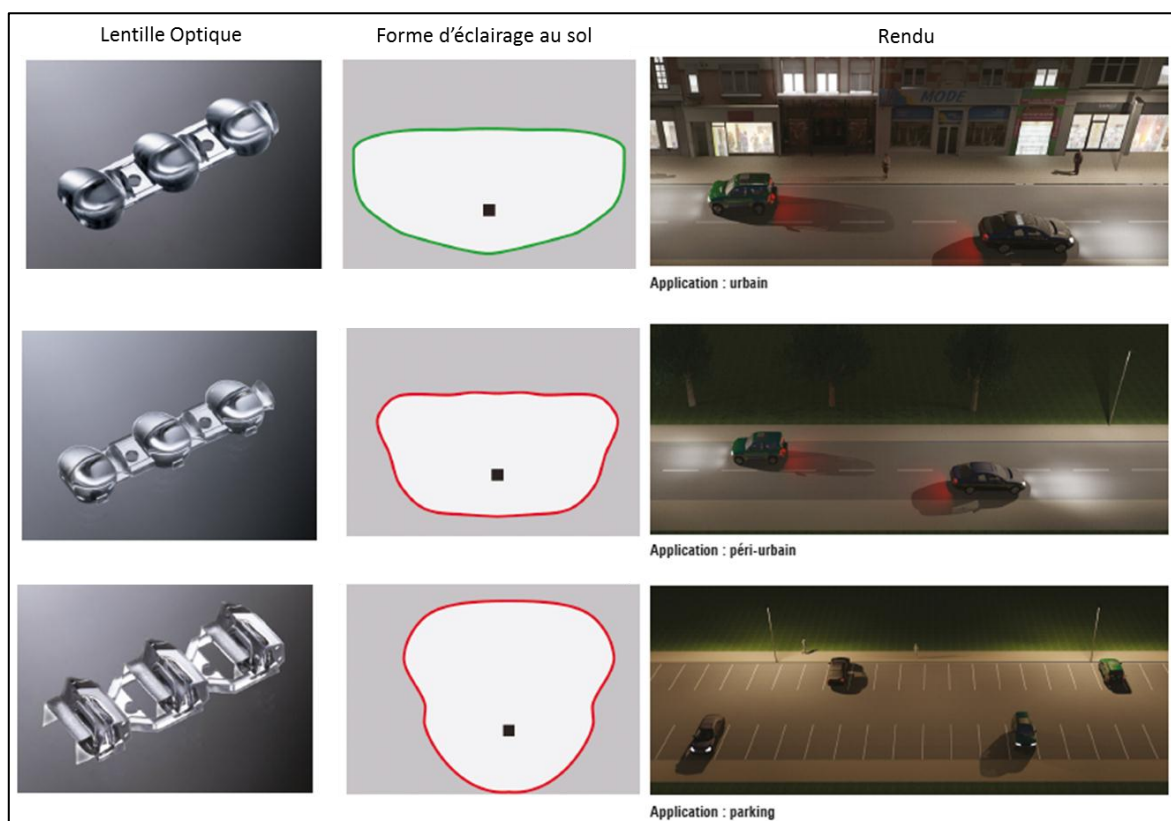 Lentille Optique
Forme d'éclairage au sol
Rendu
MODE
Application : urbain
Application : péri-urbain
Application : parking